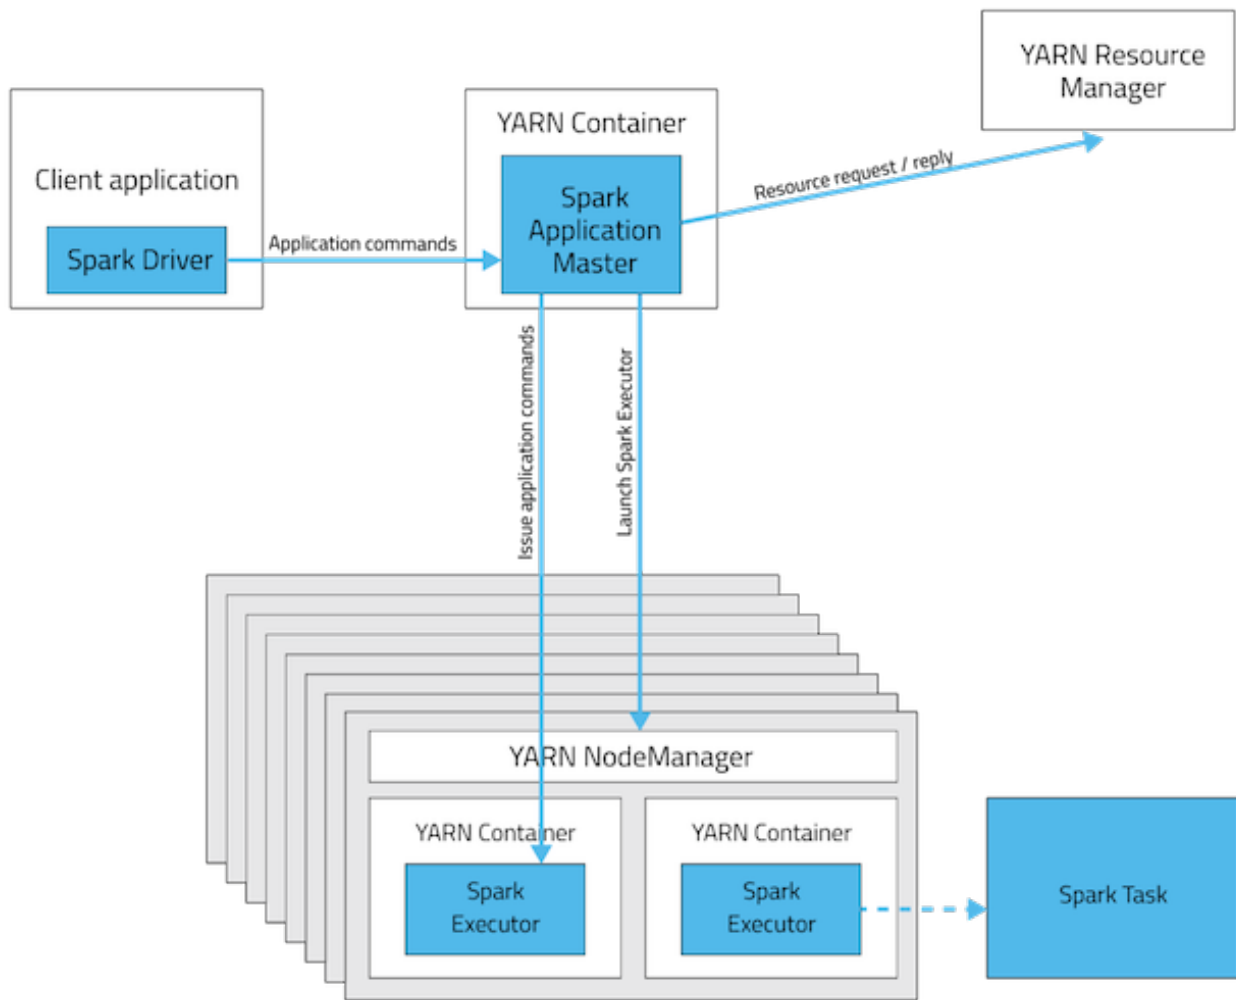 YARN Resource
Manager
YARN Container
Client application
Spark
Application
Master
Resource request / reply
Spark Driver
Application commands
Issue application commands
Launch Spark Executor
YARN NodeManager
YARN Container
YARN Container
Spark
Executor
Spark
Executor
Spark Task